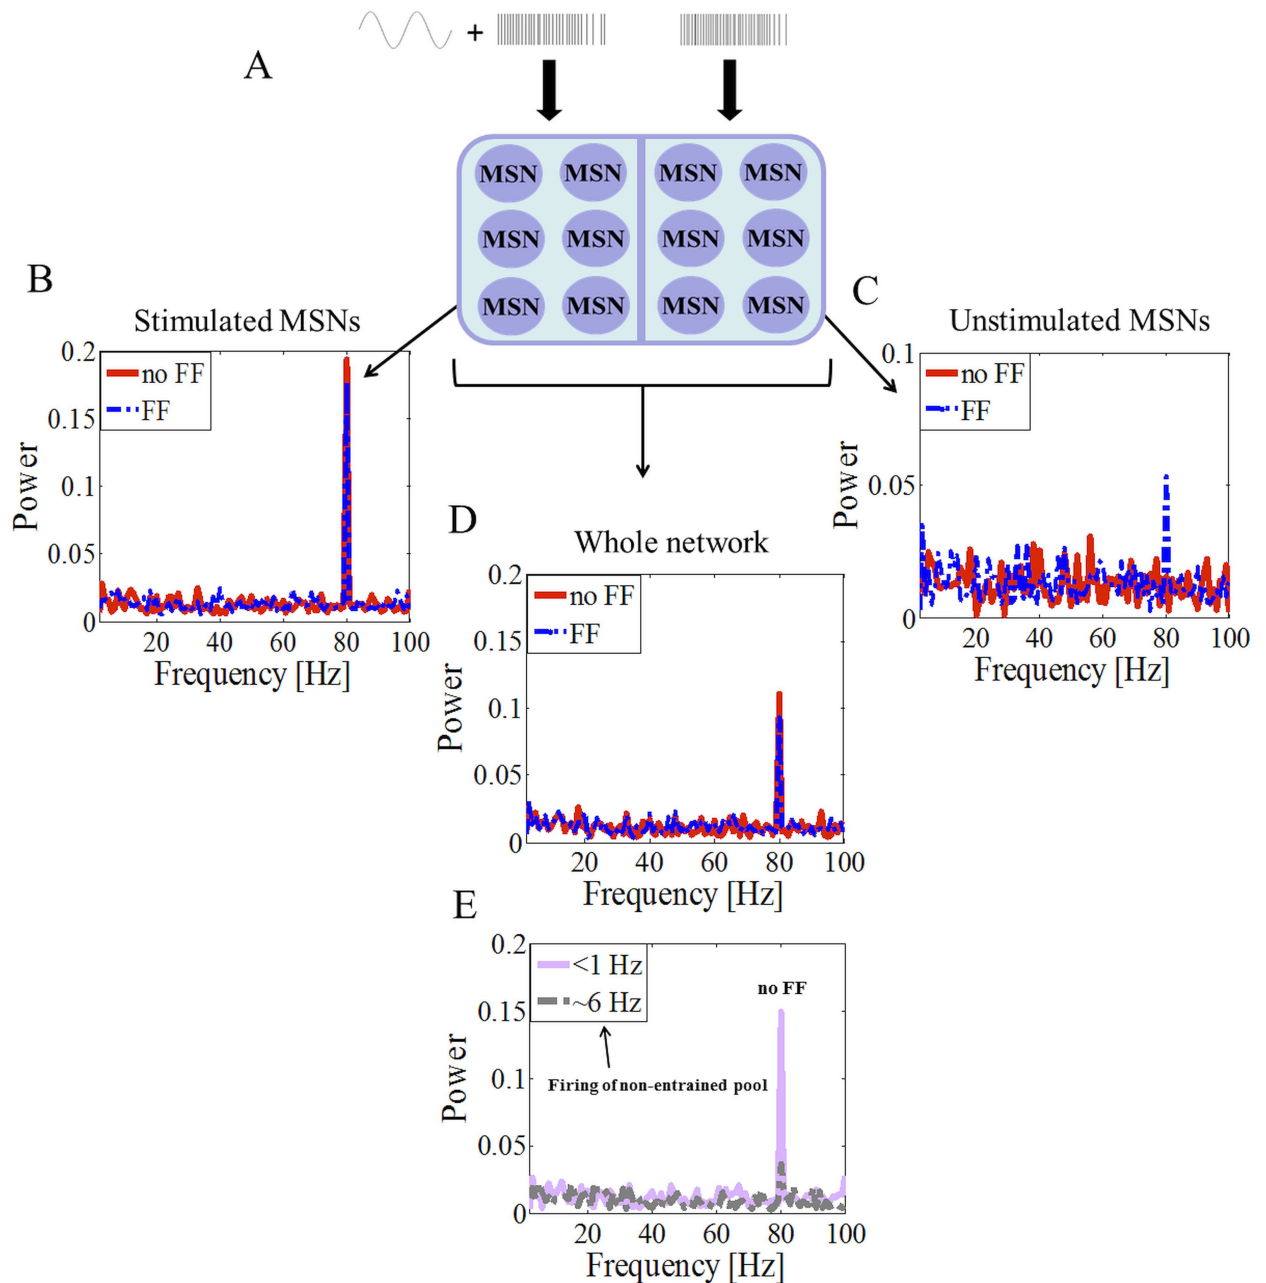 A
+
MSN MSN MSN MSN
MSN MSN MSN MSN
MSN MSN MSN MSN
B
Stimulated MSNs
0.2
0.15
0.1
0.05
0
no FF
FF
Power
20 40 60 80 100
Frequency [Hz]
C
Unstimulated MSNs
0.1
0.05
0
no FF
FF
Power
20 40 60 80 100
Frequency [Hz]
D
Whole network
0.2
0.15
0.1
0.05
0
no FF
FF
Power
20 40 60 80 100
Frequency [Hz]
E
0.2
0.15
0.1
0.05
0
<1 Hz
~6 Hz
no FF
Firing of non-entrained pool
Power
20 40 60 80 100
Frequency [Hz]